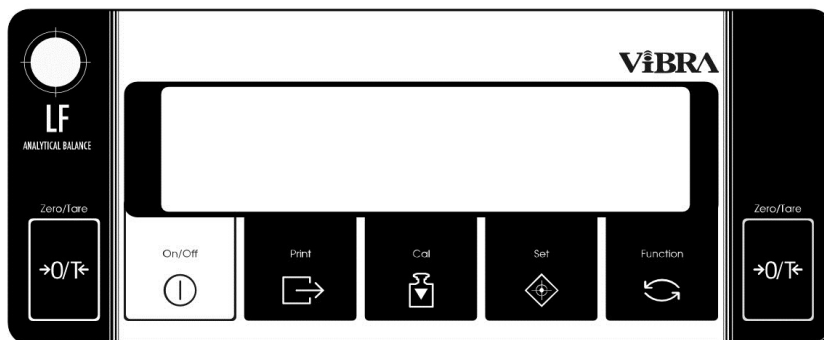 ViBRA
LF
ANALYTICAL BALANCE
Zero/Tare
→0/T←
On/Off
Print
Cal
Set
Function
Zero/Tare
→0/T←